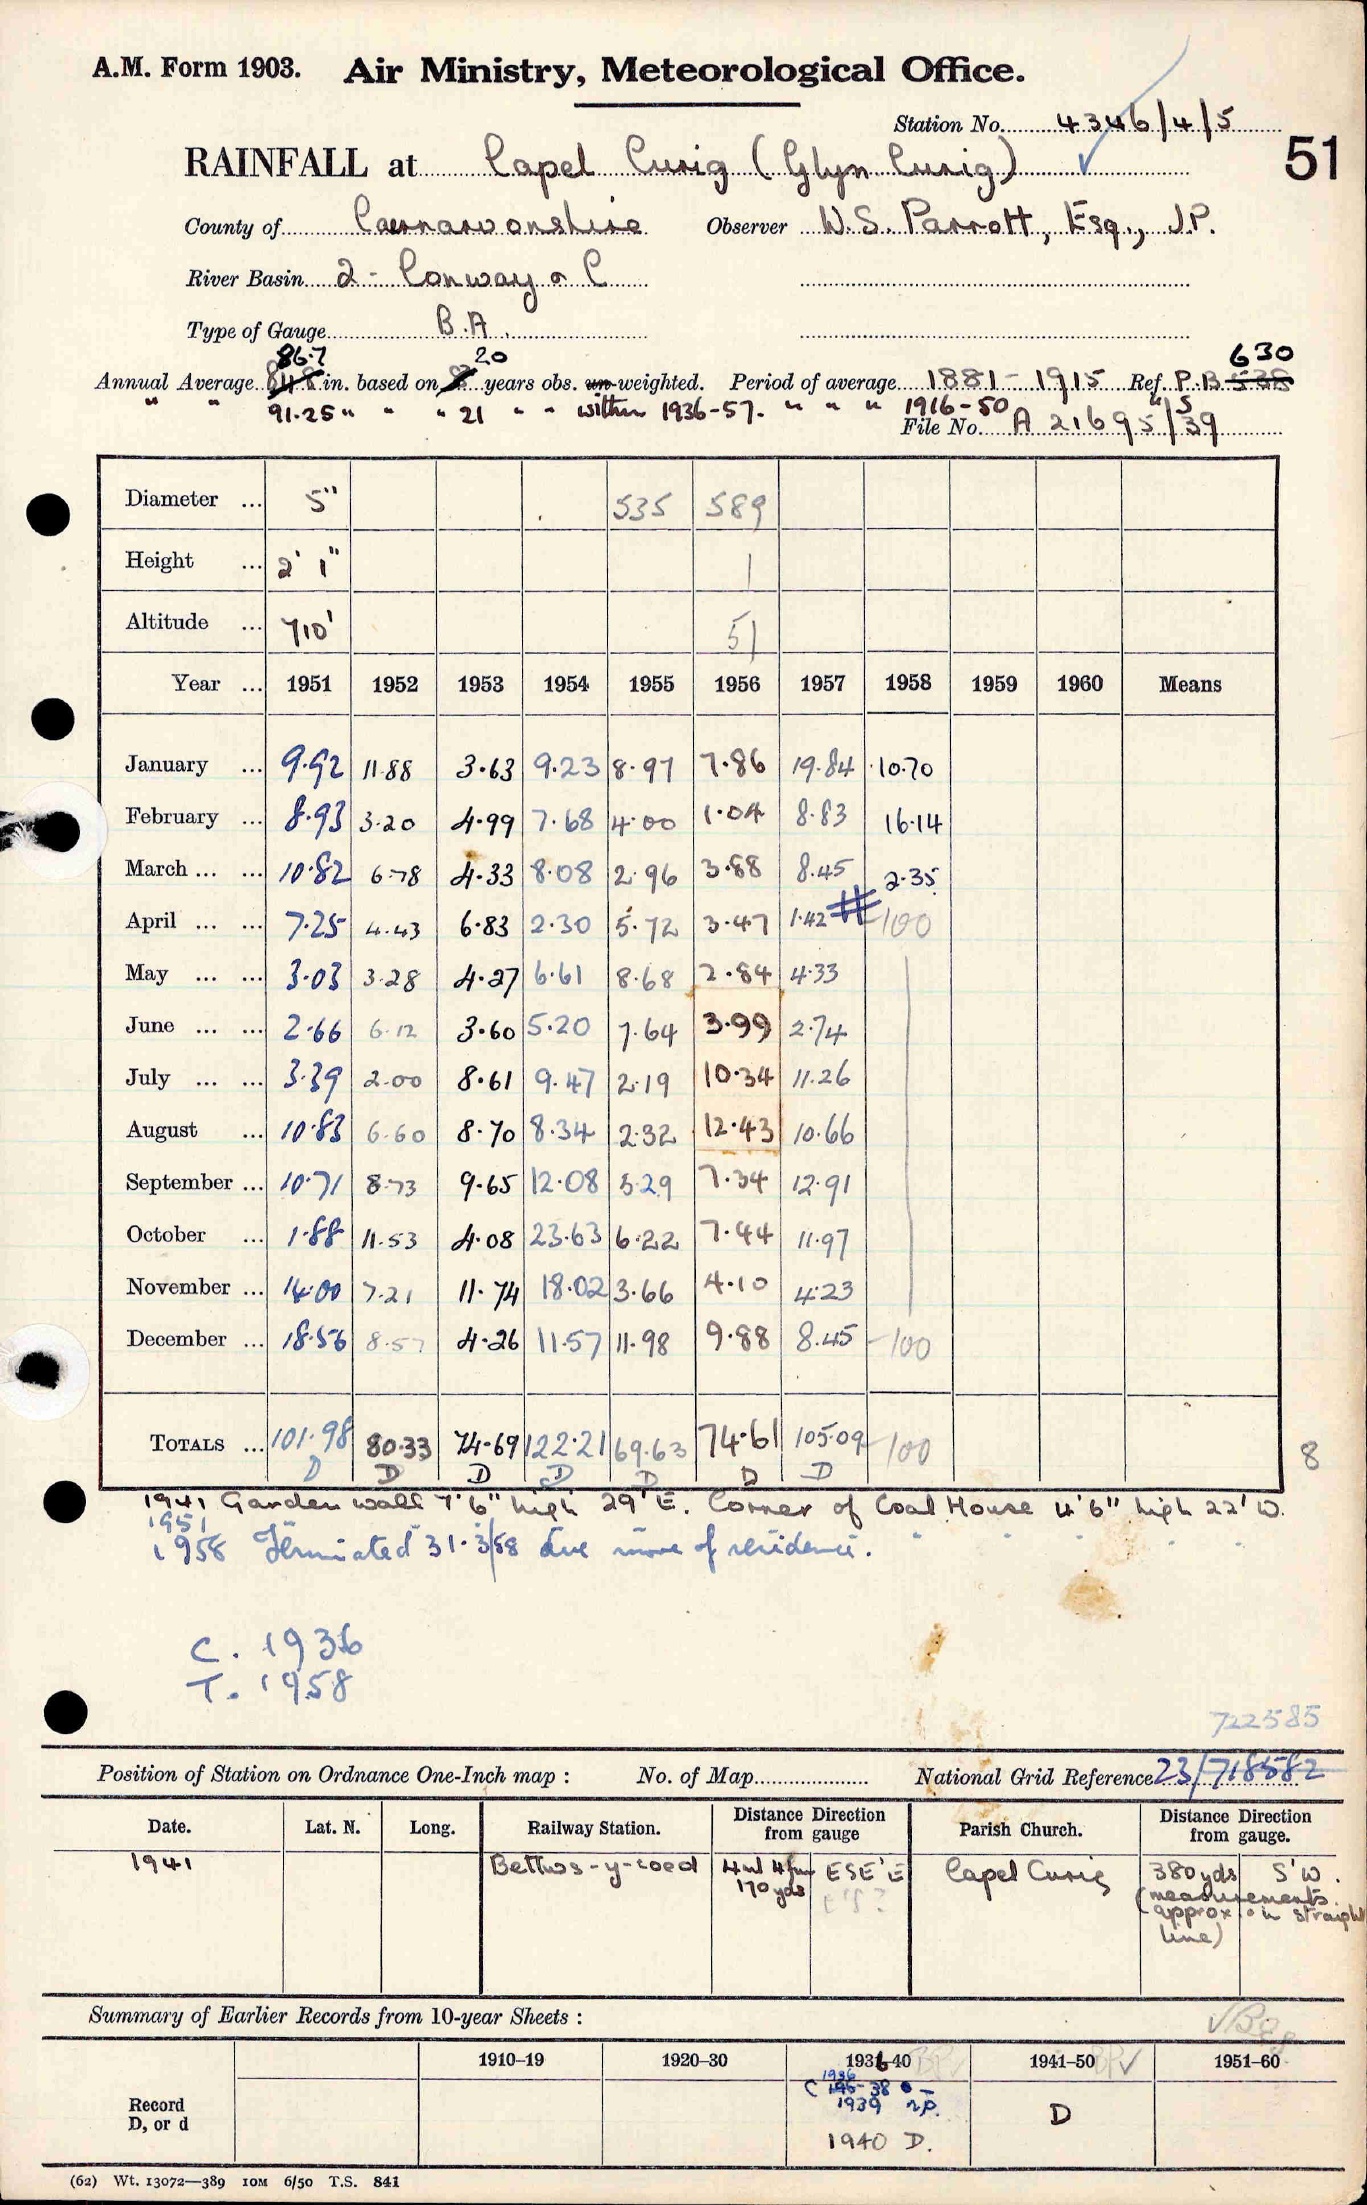 A.M. Form 1903. Air Ministry, Meteorological Office.
Station No. 4346/4/5
51
RAINFALL at Capel Curig (Glyn Curig)
County of Caernarvonshire Observer W.S. Parrott, Esq., J.P.
River Basin 2 - Conway & C
Type of Gauge B.A.
86.7 20 630
Annual Average 84.8 in. based on years obs. un-weighted. Period of average 1881-1915 Ref. P.B 538
" " 91.25 " " " 21 " " within 1936-57. " " " 1916-50 " 5
File No. A 21695/39
Diameter ... 5" 535 589
Height ... 2' 1" 1
Altitude ... 710' 51
Year ... 1951 1952 1953 1954 1955 1956 1957 1958 1959 1960 Means
January ... 9.92 11.88 3.63 9.23 8.97 7.86 19.84 10.70
February ... 8.93 3.20 4.99 7.68 4.00 1.04 8.83 16.14
March ... ... 10.82 6.78 4.33 8.08 2.96 3.88 8.45 2.35
April ... ... 7.25 4.43 6.83 2.30 5.72 3.47 1.42 # -100
May ... ... 3.03 3.28 4.27 6.61 8.68 2.84 4.33
June ... ... 2.66 6.12 3.60 5.20 7.64 3.99 2.74
July ... ... 3.39 2.00 8.61 9.47 2.19 10.34 11.26
August ... 10.83 6.60 8.70 8.34 2.32 12.43 10.66
September ... 10.71 8.73 9.65 12.08 5.29 7.34 12.91
October ... 1.88 11.53 4.08 23.63 6.22 7.44 11.97
November ... 14.00 7.21 11.74 18.02 3.66 4.10 4.23
December ... 18.56 8.57 4.26 11.57 11.98 9.88 8.45 -100
TOTALS ... 101.98 80.33 74.69 122.21 69.63 74.61 105.09 -100 8
D D D D D D D
1941 Garden wall 7'6" high 29' E. Corner of Coal House 4'6" high 22' W.
1951 " " " "
1958 Terminated 31.3/58 due move of residence.
C. 1936
T. 1958
722585
Position of Station on Ordnance One-Inch map : No. of Map National Grid Reference 23/718582
Date. Lat. N. Long. Railway Station. Distance Direction from gauge Parish Church. Distance Direction from gauge.
1941 Bettws-y-coed 4 ml 4 fur 170 yds ESE'E Capel Curig 380 yds S'W.
(measurements
approx. in straight
line)
Summary of Earlier Records from 10-year Sheets :
1910–19 1920–30 1936–40 1941–50 1951–60
Record
D, or d
1936
C -38
1939 n.p.
1940 D.
D
(62) Wt. 13072—389 10M 6/50 T.S. 841